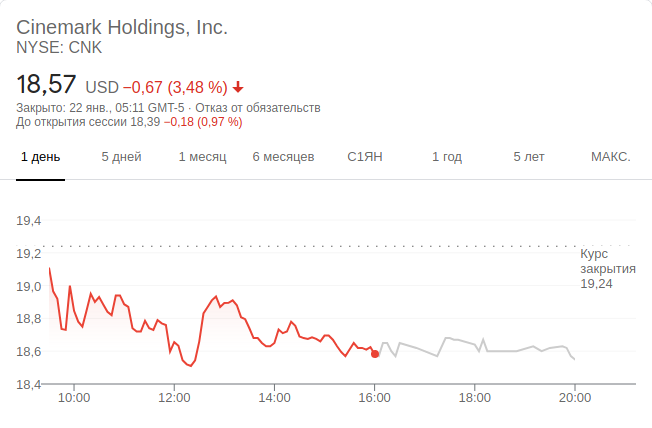 Cinemark Holdings, Inc.
NYSE: CNK
18,57 USD −0,67 (3,48 %)
Закрыто: 22 янв., 05:11 GMT-5 · Отказ от обязательств
До открытия сессии 18,39 −0,18 (0,97 %)
1 день 5 дней 1 месяц 6 месяцев С1ЯН 1 год 5 лет МАКС.
19,4
19,2
19,0
18,8
18,6
18,4
Курс
закрытия
19,24
10:00 12:00 14:00 16:00 18:00 20:00